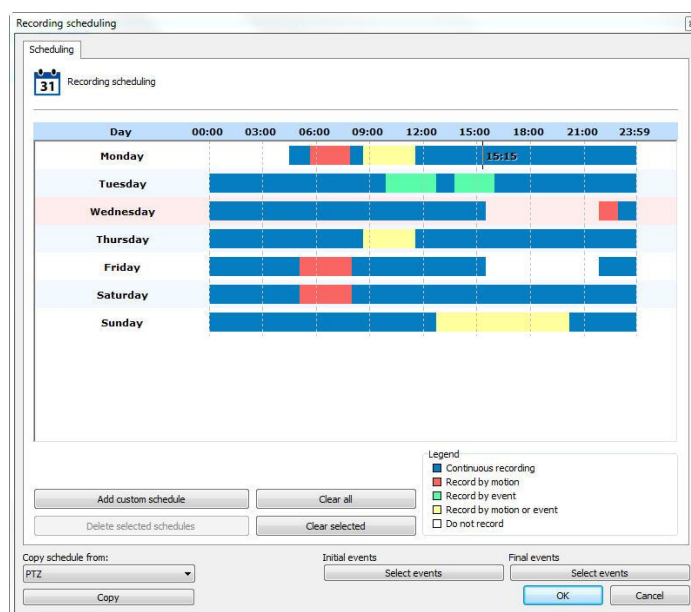 Recording scheduling
Scheduling
31 Recording scheduling
Day 00:00 03:00 06:00 09:00 12:00 15:00 18:00 21:00 23:59
Monday 15:15
Tuesday
Wednesday
Thursday
Friday
Saturday
Sunday
Legend
Continuous recording
Record by motion
Record by event
Record by motion or event
Do not record
Add custom schedule Clear all
Delete selected schedules Clear selected
Copy schedule from: Initial events Final events
PTZ Select events Select events
Copy OK Cancel